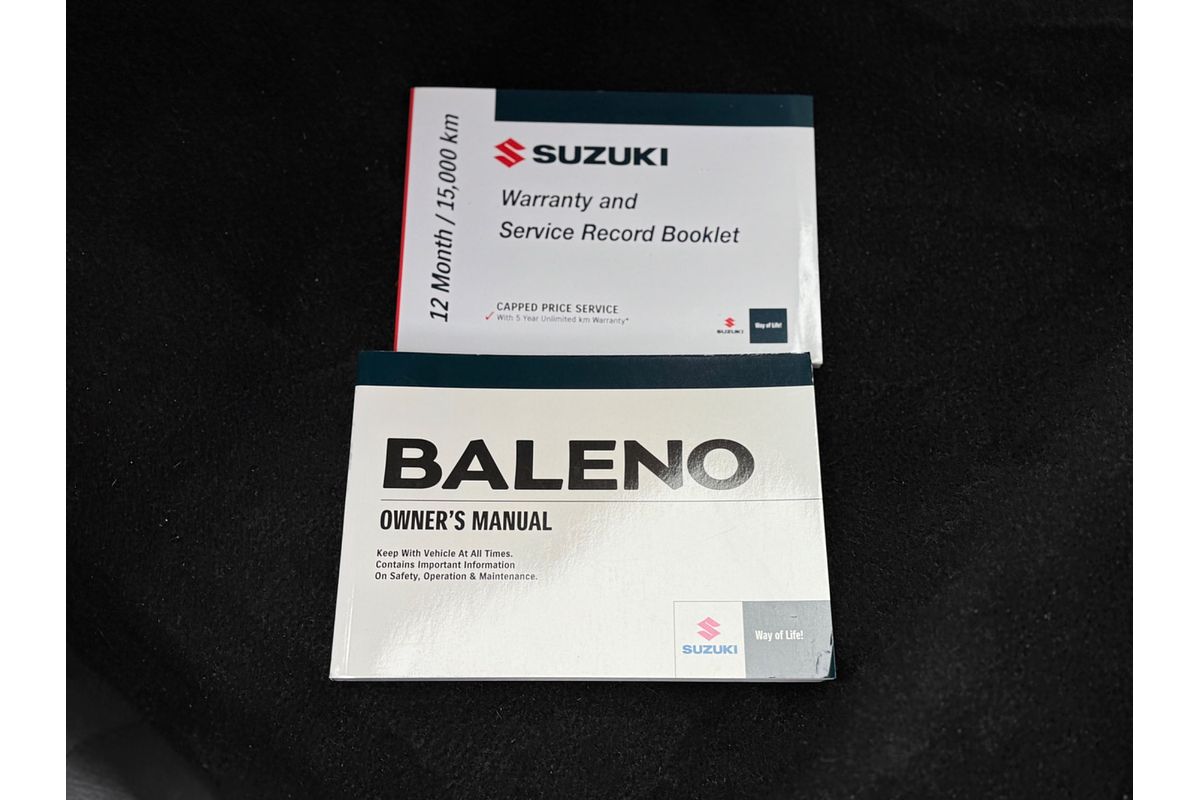 12 Month / 15,000 km
SUZUKI
Warranty and
Service Record Booklet
CAPPED PRICE SERVICE
With 5 Year Unlimited km Warranty*
SUZUKI
Way of Life!
BALENO
OWNER'S MANUAL
Keep With Vehicle At All Times.
Contains Important Information
On Safety, Operation & Maintenance.
SUZUKI
Way of Life!